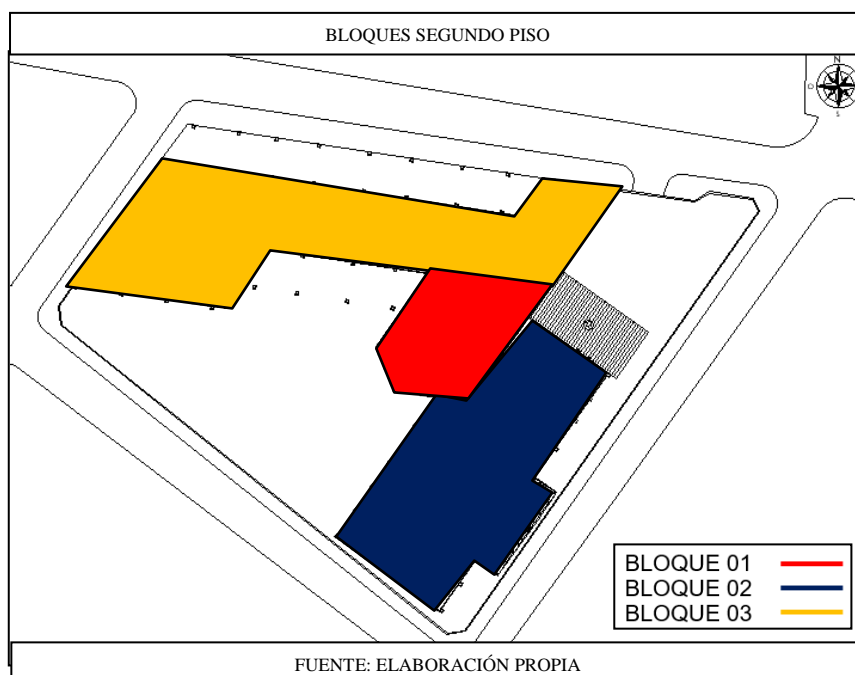 BLOQUES SEGUNDO PISO
N
O
S
BLOQUE 01
BLOQUE 02
BLOQUE 03
FUENTE: ELABORACIÓN PROPIA